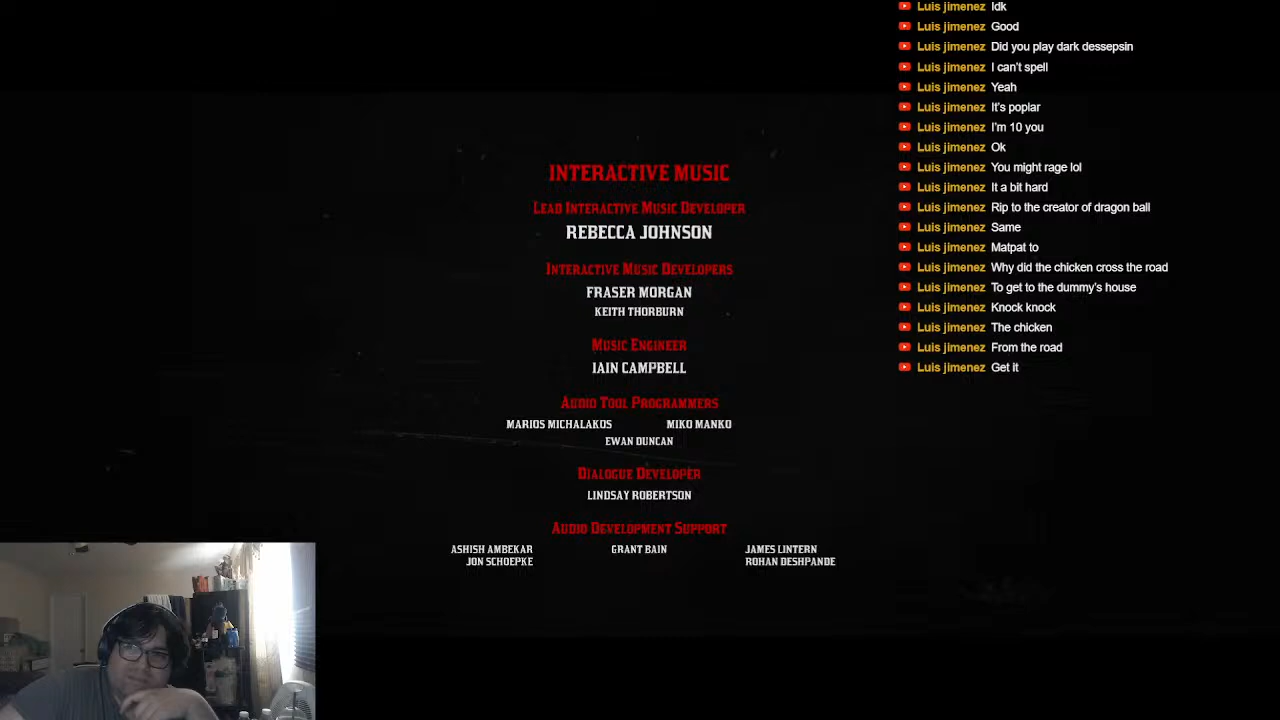 INTERACTIVE MUSIC
LEAD INTERACTIVE MUSIC DEVELOPER
REBECCA JOHNSON
INTERACTIVE MUSIC DEVELOPERS
FRASER MORGAN
KEITH THORBURN
MUSIC ENGINEER
IAIN CAMPBELL
AUDIO TOOL PROGRAMMERS
MARIOS MICHALAKOS MIKO MANKO
EWAN DUNCAN
DIALOGUE DEVELOPER
LINDSAY ROBERTSON
AUDIO DEVELOPMENT SUPPORT
ASHISH AMBEKAR GRANT BAIN JAMES LINTERN
JON SCHOEPKE ROHAN DESHPANDE
Luis jimenez Idk
Luis jimenez Good
Luis jimenez Did you play dark dessepsin
Luis jimenez I can't spell
Luis jimenez Yeah
Luis jimenez It's poplar
Luis jimenez I'm 10 you
Luis jimenez Ok
Luis jimenez You might rage lol
Luis jimenez It a bit hard
Luis jimenez Rip to the creator of dragon ball
Luis jimenez Same
Luis jimenez Matpat to
Luis jimenez Why did the chicken cross the road
Luis jimenez To get to the dummy's house
Luis jimenez Knock knock
Luis jimenez The chicken
Luis jimenez From the road
Luis jimenez Get it